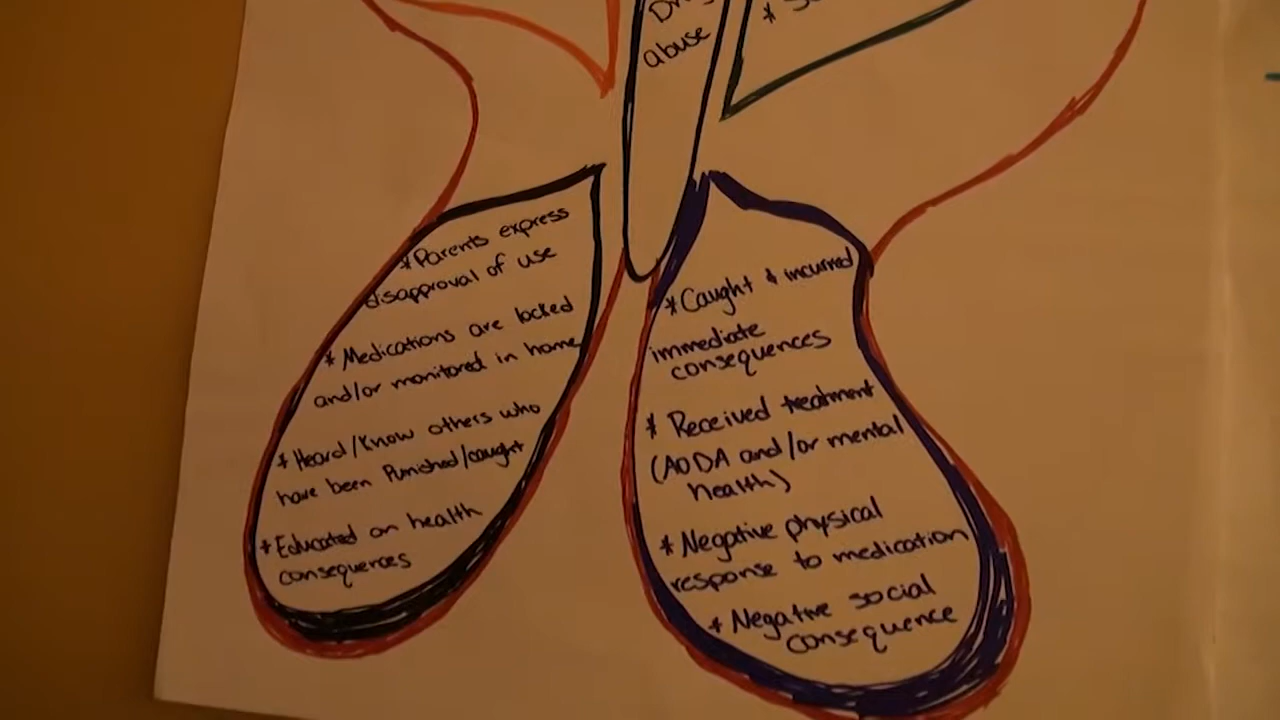 abuse
*Parents express
disapproval of use
* Medications are locked
and/or monitored in home
* Heard/Know others who
have been Punished/caught
* Educated on health
consequences
*Caught & incurred
immediate
consequences
* Received treatment
(AODA and/or mental
health)
* Negative physical
response to medication
* Negative social
consequence